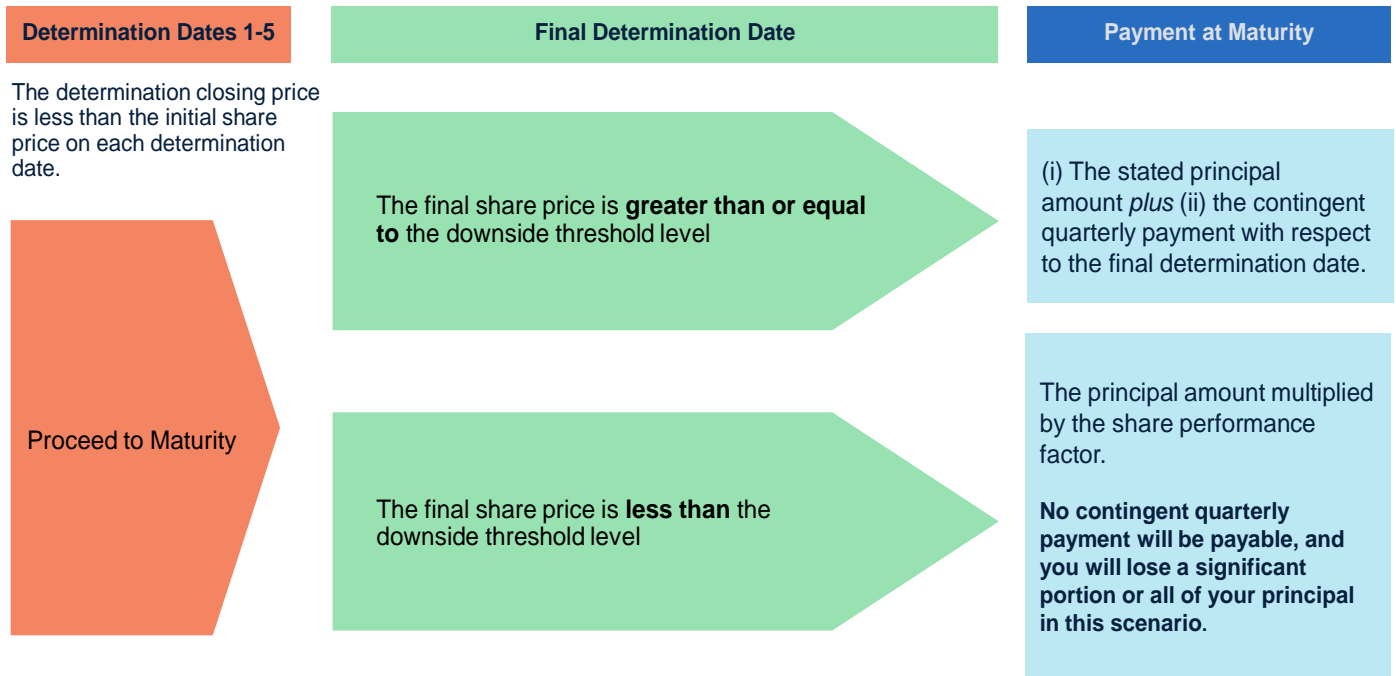 Determination Dates 1-5
Final Determination Date
Payment at Maturity
The determination closing price
is less than the initial share
price on each determination
date.
Proceed to Maturity
The final share price is greater than or equal
to the downside threshold level
(i) The stated principal
amount plus (ii) the contingent
quarterly payment with respect
to the final determination date.
The final share price is less than the
downside threshold level
The principal amount multiplied
by the share performance
factor.
No contingent quarterly
payment will be payable, and
you will lose a significant
portion or all of your principal
in this scenario.